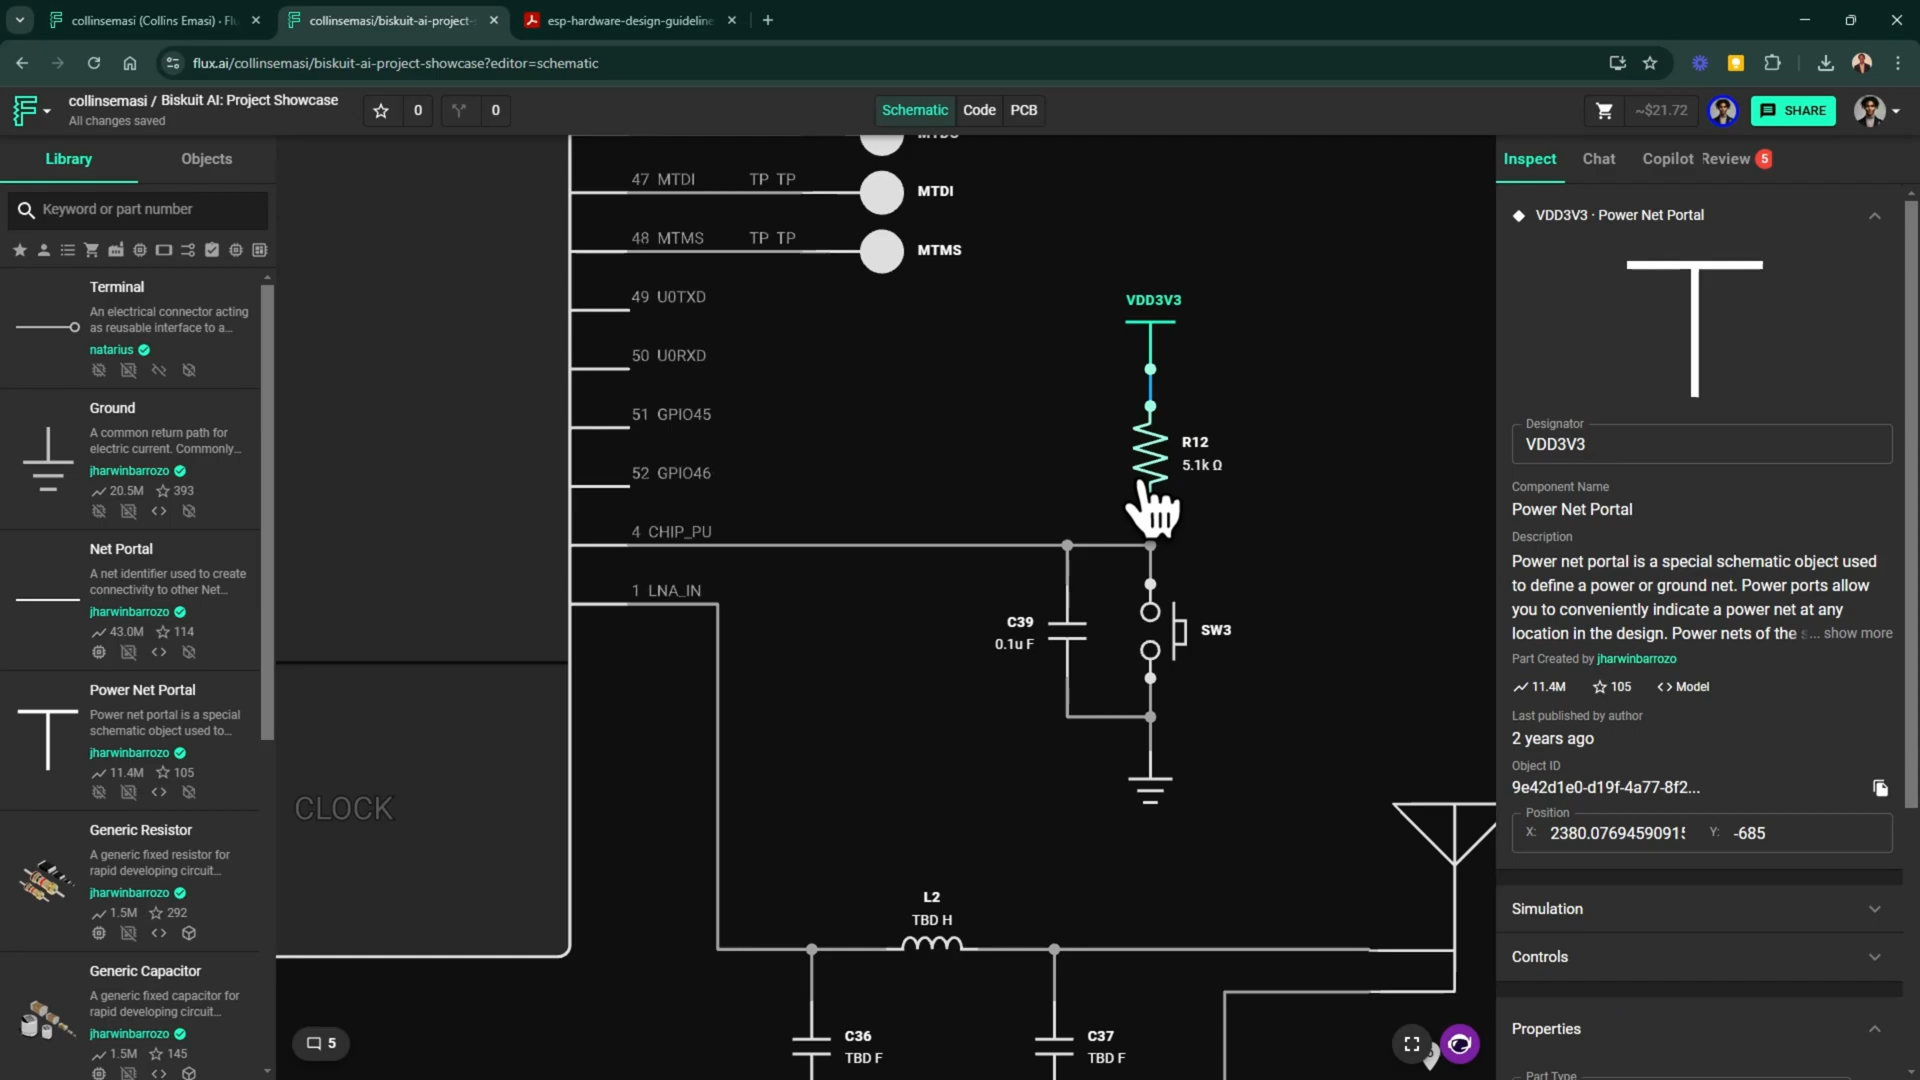 collinsemasi (Collins Emasi) · Flu
collinsemasi/biskuit-ai-project-
esp-hardware-design-guideline
flux.ai/collinsemasi/biskuit-ai-project-showcase?editor=schematic
collinsemasi / Biskuit AI: Project Showcase
All changes saved
0
0
Schematic
Code
PCB
~$21.72
SHARE
Library
Objects
Keyword or part number
Terminal
An electrical connector acting
as reusable interface to a...
natarius
Ground
A common return path for
electric current. Commonly...
jharwinbarrozo
20.5M
393
Net Portal
A net identifier used to create
connectivity to other Net...
jharwinbarrozo
43.0M
114
Power Net Portal
Power net portal is a special
schematic object used to...
jharwinbarrozo
11.4M
105
Generic Resistor
A generic fixed resistor for
rapid developing circuit...
jharwinbarrozo
1.5M
292
Generic Capacitor
A generic fixed capacitor for
rapid developing circuit...
jharwinbarrozo
1.5M
145
47 MTDI
TP TP
MTDI
48 MTMS
TP TP
MTMS
49 U0TXD
50 U0RXD
51 GPIO45
52 GPIO46
4 CHIP_PU
1 LNA_IN
VDD3V3
R12
5.1k Ω
C39
0.1u F
SW3
CLOCK
L2
TBD H
C36
TBD F
C37
TBD F
5
Inspect
Chat
Copilot
Review
5
VDD3V3 · Power Net Portal
Designator
VDD3V3
Component Name
Power Net Portal
Description
Power net portal is a special schematic object used
to define a power or ground net. Power ports allow
you to conveniently indicate a power net at any
location in the design. Power nets of the s... show more
Part Created by jharwinbarrozo
11.4M
105
Model
Last published by author
2 years ago
Object ID
9e42d1e0-d19f-4a77-8f2...
Position
X: 2380.0769459091
Y: -685
Simulation
Controls
Properties
Part Type